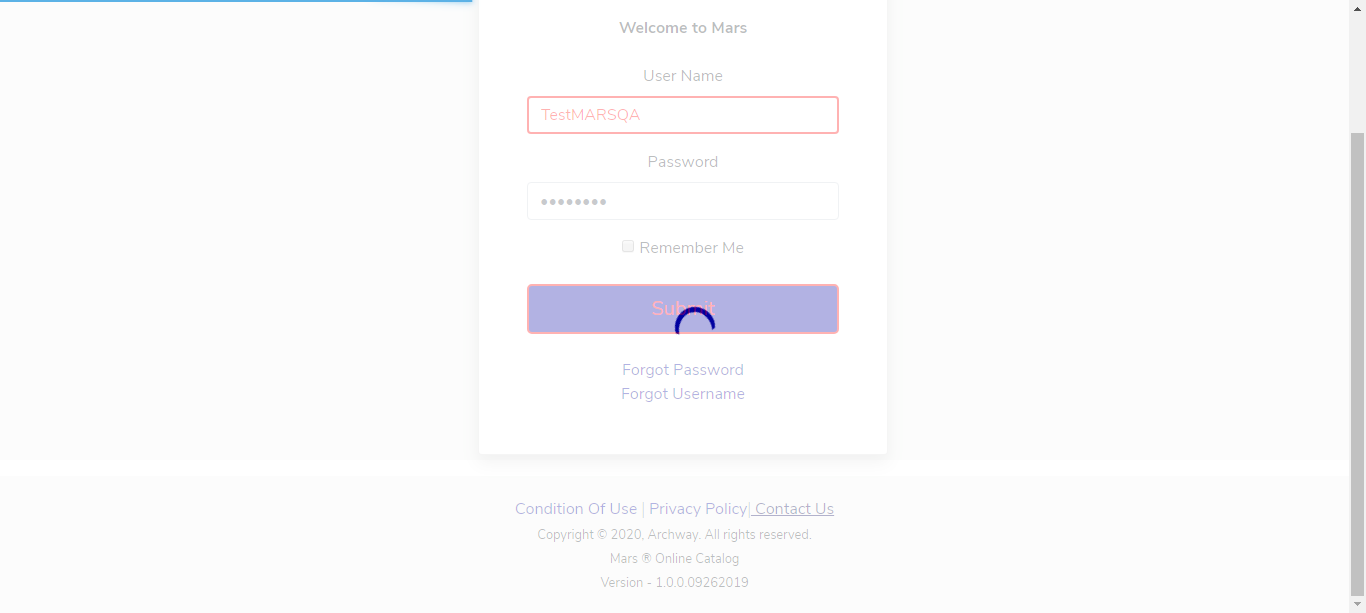 Welcome to Mars
User Name
TestMARSQA
Password
••••••••
Remember Me
Submit
Forgot Password
Forgot Username
Condition Of Use | Privacy Policy| Contact Us
Copyright © 2020, Archway. All rights reserved.
Mars ® Online Catalog
Version - 1.0.0.09262019